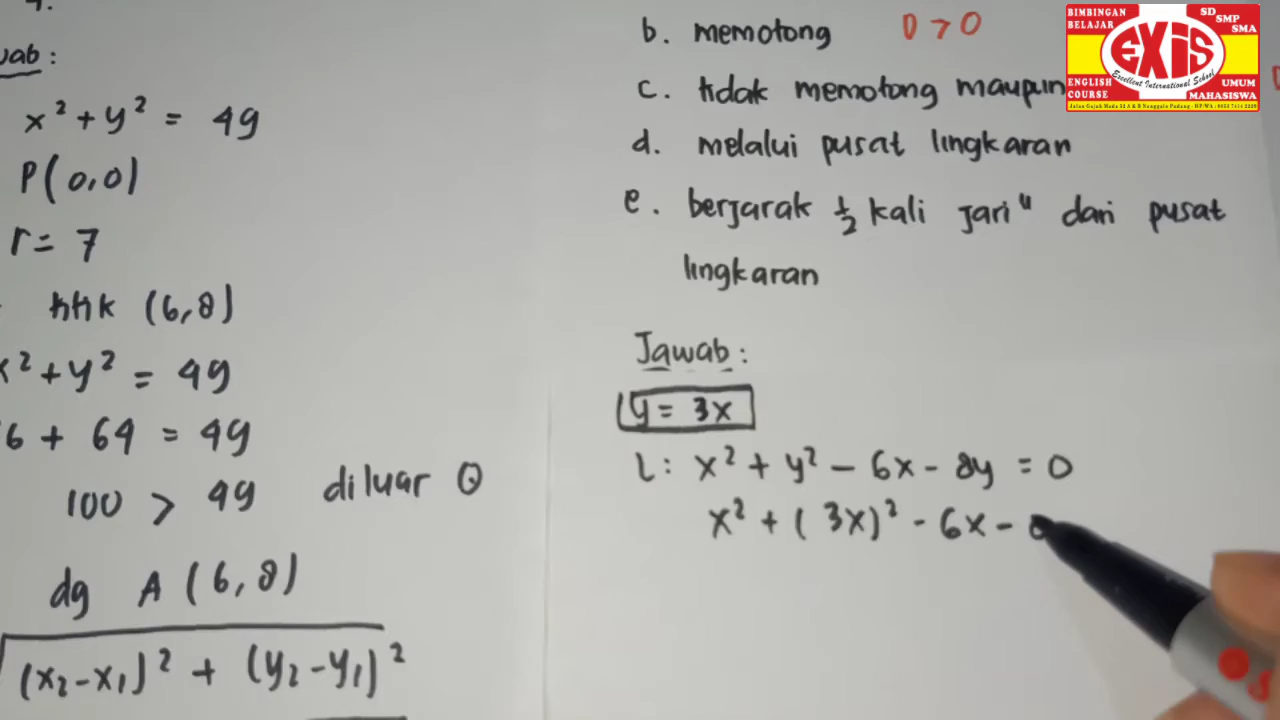 Jawab :
x² + y² = 49
P(0,0)
r = 7
titik (6,8)
x² + y² = 49
6 + 64 = 49
100 > 49 diluar
dg A (6,8)
(x₂-x₁)² + (y₂-y₁)²
b. memotong D > 0
c. tidak memotong maupun
d. melalui pusat lingkaran
e. berjarak ½ kali jari" dari pusat
lingkaran
Jawab :
y = 3x
L : x² + y² - 6x - 8y = 0
x² + ( 3x)² - 6x -
BIMBINGAN BELAJAR
SD SMP SMA
EXIS
Excellent International School
ENGLISH COURSE
UMUM MAHASISWA